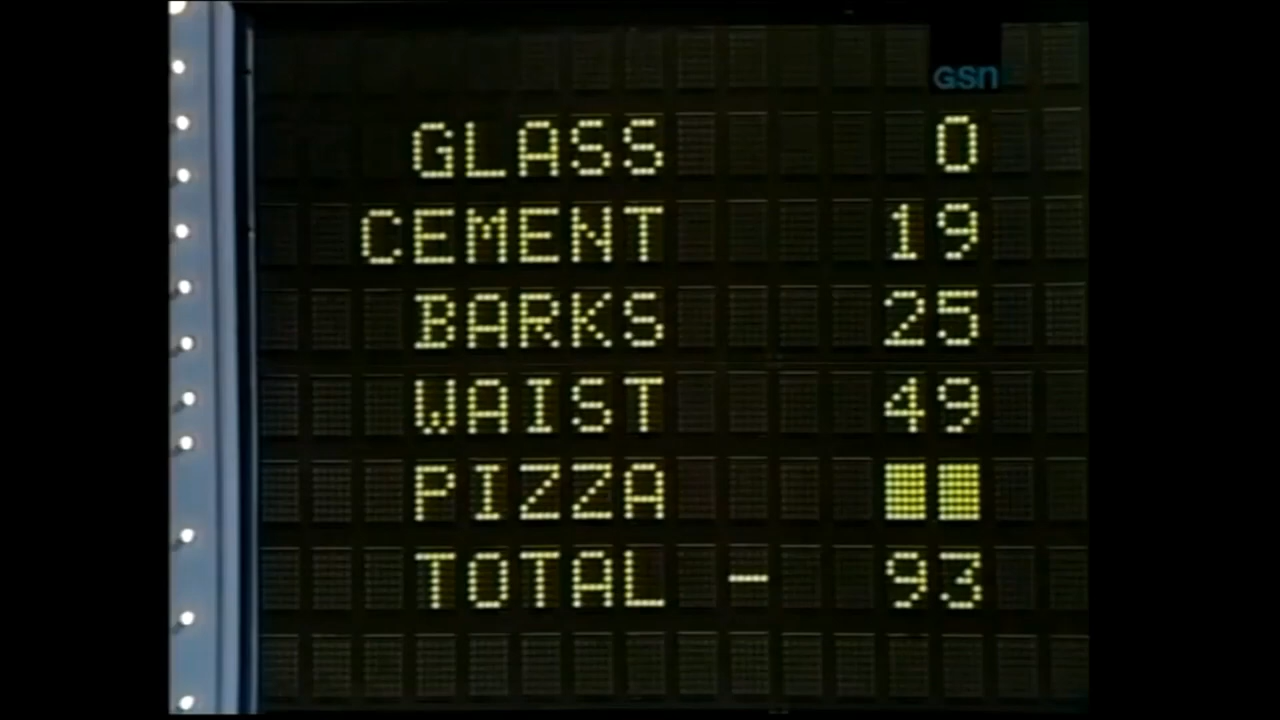 GSN
GLASS 0
CEMENT 19
BARKS 25
WAIST 49
PIZZA
TOTAL - 93